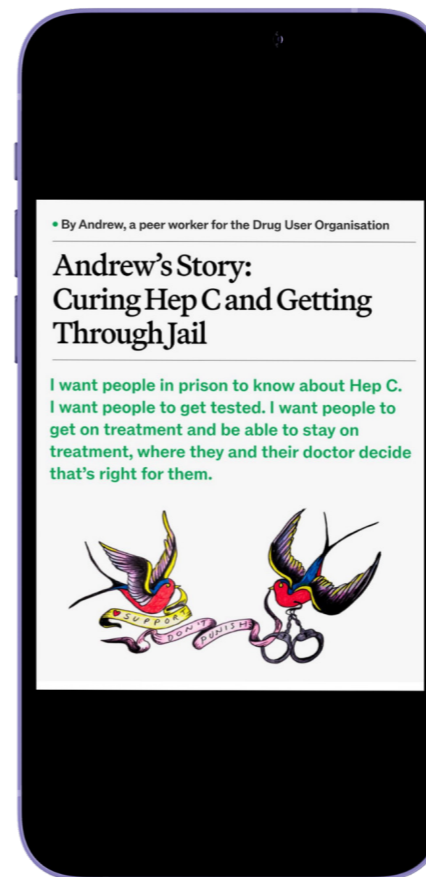 • By Andrew, a peer worker for the Drug User Organisation
Andrew's Story:
Curing Hep C and Getting
Through Jail
I want people in prison to know about Hep C.
I want people to get tested. I want people to
get on treatment and be able to stay on
treatment, where they and their doctor decide
that's right for them.
SUPPORT
DON'T
PUNISH